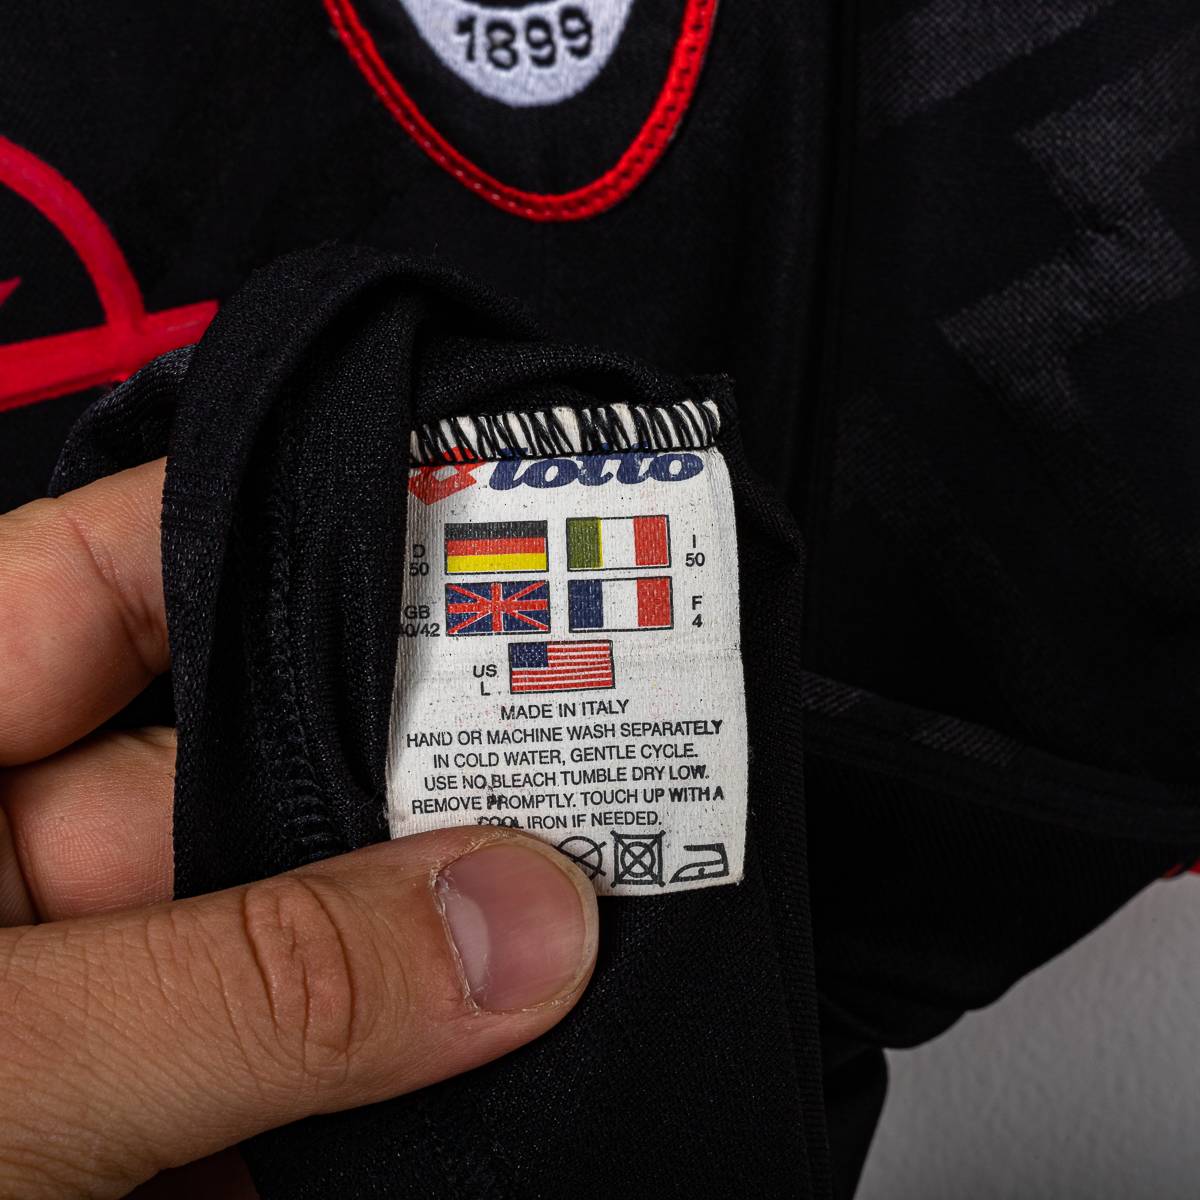 1899
lotto
D
50
I
50
GB
40/42
F
4
US
L
MADE IN ITALY
HAND OR MACHINE WASH SEPARATELY
IN COLD WATER, GENTLE CYCLE.
USE NO BLEACH TUMBLE DRY LOW.
REMOVE PROMPTLY. TOUCH UP WITH A
COOL IRON IF NEEDED.